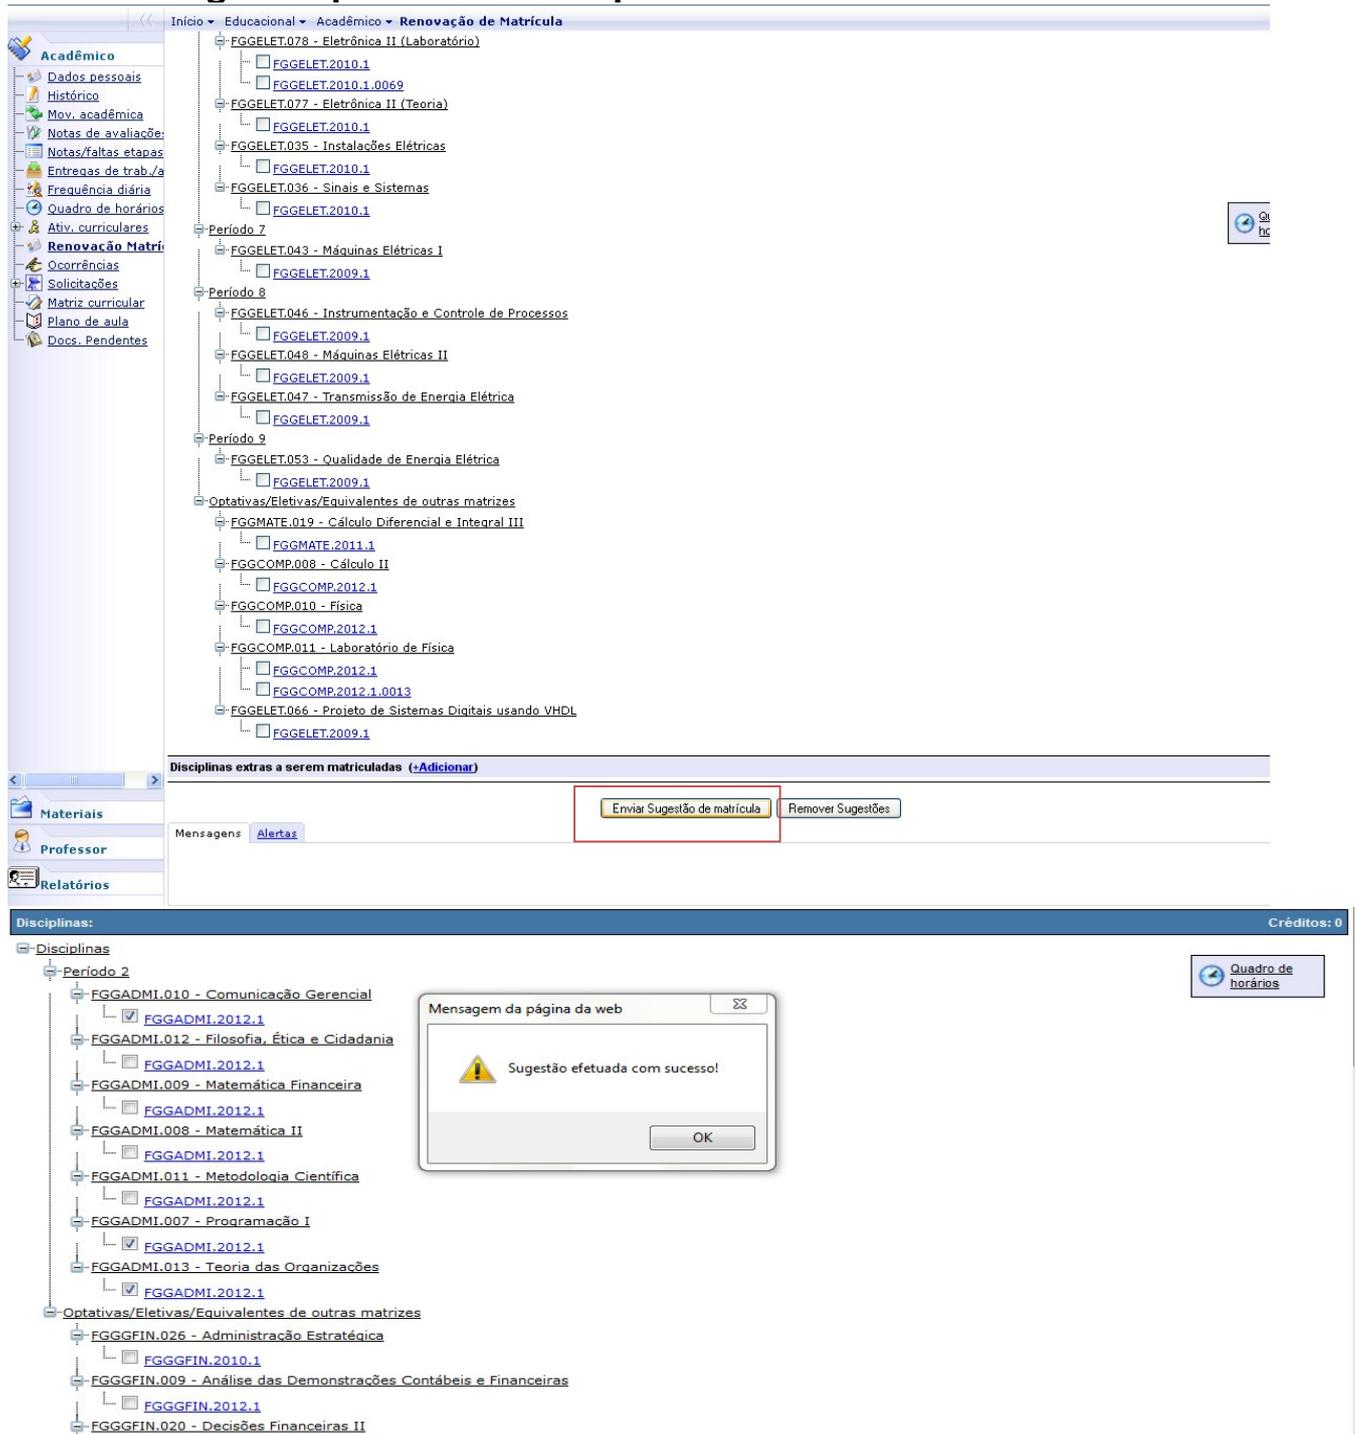 Início Educacional Acadêmico Renovação de Matrícula
Acadêmico
Dados pessoais
Histórico
Mov. acadêmica
Notas de avaliações
Notas/faltas etapas
Entregas de trab./a
Frequência diária
Quadro de horários
Ativ. curriculares
Renovação Matrí
Ocorrências
Solicitações
Matriz curricular
Plano de aula
Docs. Pendentes
Materiais
Professor
Relatórios
FGGELET.078 - Eletrônica II (Laboratório)
FGGELET.2010.1
FGGELET.2010.1.0069
FGGELET.077 - Eletrônica II (Teoria)
FGGELET.2010.1
FGGELET.035 - Instalações Elétricas
FGGELET.2010.1
FGGELET.036 - Sinais e Sistemas
FGGELET.2010.1
Período 7
FGGELET.043 - Máquinas Elétricas I
FGGELET.2009.1
Período 8
FGGELET.046 - Instrumentação e Controle de Processos
FGGELET.2009.1
FGGELET.048 - Máquinas Elétricas II
FGGELET.2009.1
FGGELET.047 - Transmissão de Energia Elétrica
FGGELET.2009.1
Período 9
FGGELET.053 - Qualidade de Energia Elétrica
FGGELET.2009.1
Optativas/Eletivas/Equivalentes de outras matrizes
FGGMATE.019 - Cálculo Diferencial e Integral III
FGGMATE.2011.1
FGGCOMP.008 - Cálculo II
FGGCOMP.2012.1
FGGCOMP.010 - Física
FGGCOMP.2012.1
FGGCOMP.011 - Laboratório de Física
FGGCOMP.2012.1
FGGCOMP.2012.1.0013
FGGELET.066 - Projeto de Sistemas Digitais usando VHDL
FGGELET.2009.1
Qu
ho
Disciplinas extras a serem matriculadas (+Adicionar)
Enviar Sugestão de matrícula Remover Sugestões
Mensagens Alertas
Disciplinas: Créditos: 0
Disciplinas
Período 2
FGGADMI.010 - Comunicação Gerencial
FGGADMI.2012.1
FGGADMI.012 - Filosofia, Ética e Cidadania
FGGADMI.2012.1
FGGADMI.009 - Matemática Financeira
FGGADMI.2012.1
FGGADMI.008 - Matemática II
FGGADMI.2012.1
FGGADMI.011 - Metodologia Científica
FGGADMI.2012.1
FGGADMI.007 - Programação I
FGGADMI.2012.1
FGGADMI.013 - Teoria das Organizações
FGGADMI.2012.1
Optativas/Eletivas/Equivalentes de outras matrizes
FGGGFIN.026 - Administração Estratégica
FGGGFIN.2010.1
FGGGFIN.009 - Análise das Demonstrações Contábeis e Financeiras
FGGGFIN.2012.1
FGGGFIN.020 - Decisões Financeiras II
Quadro de
horários
Mensagem da página da web
Sugestão efetuada com sucesso!
OK